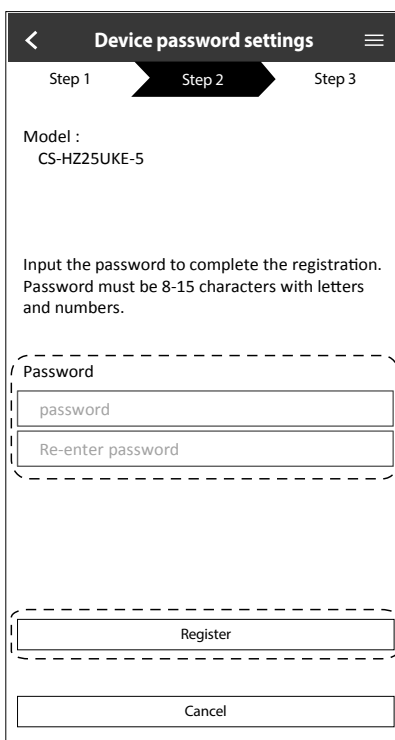 Device password settings
Step 1 Step 2 Step 3
Model :
CS-HZ25UKE-5
Input the password to complete the registration.
Password must be 8-15 characters with letters
and numbers.
Password
password
Re-enter password
Register
Cancel